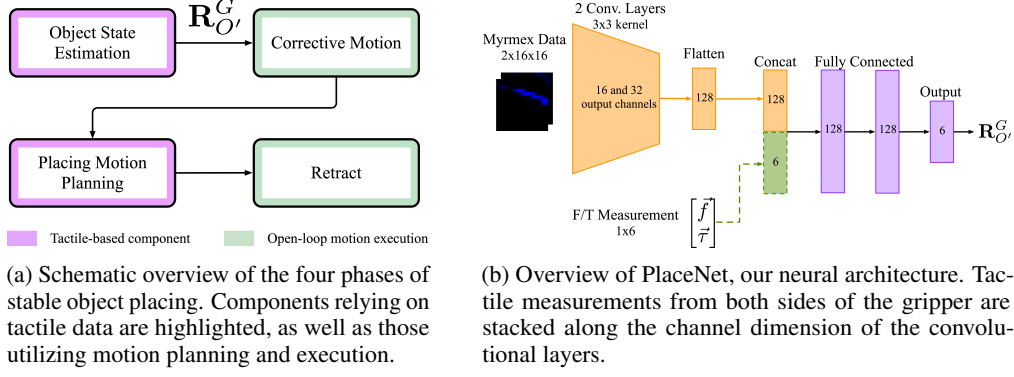 Object State
Estimation
R_{O'}^{G}
Corrective Motion
Placing Motion
Planning
Retract
Tactile-based component
Open-loop motion execution
(a) Schematic overview of the four phases of
stable object placing. Components relying on
tactile data are highlighted, as well as those
utilizing motion planning and execution.
2 Conv. Layers
3x3 kernel
Myrmex Data
2x16x16
16 and 32
output channels
Flatten
128
Concat
128
6
Fully Connected
128
128
Output
6
R_{O'}^{G}
F/T Measurement
1x6
[f⃗
τ⃗]
(b) Overview of PlaceNet, our neural architecture. Tac-
tile measurements from both sides of the gripper are
stacked along the channel dimension of the convolu-
tional layers.